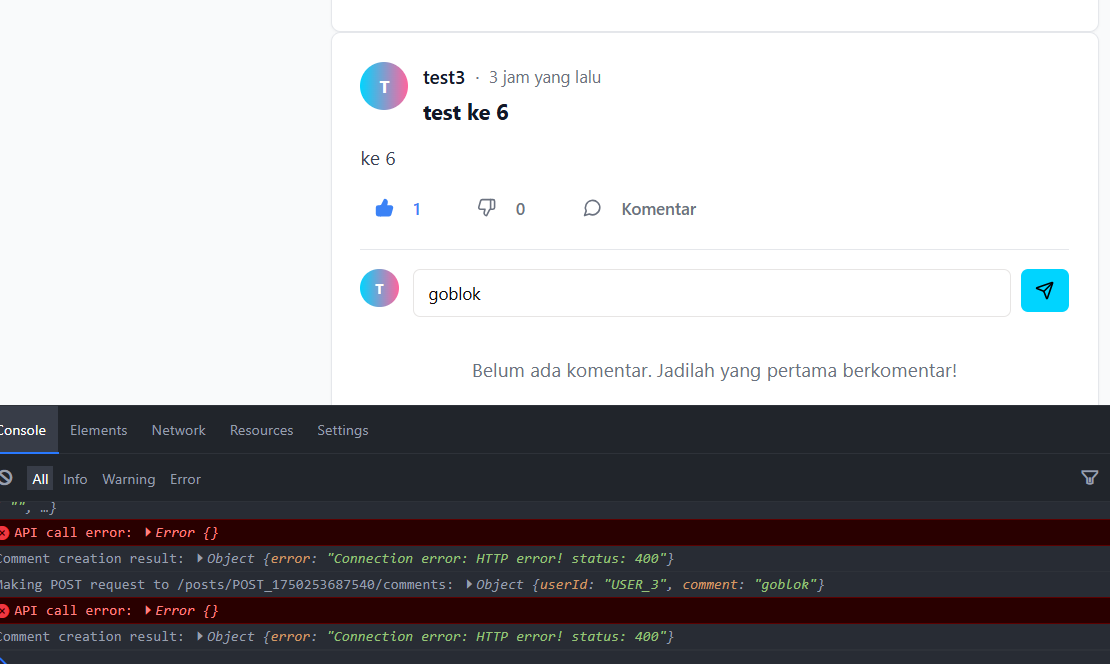 T
test3 · 3 jam yang lalu
test ke 6
ke 6
1 0 Komentar
T
goblok
Belum ada komentar. Jadilah yang pertama berkomentar!
Console Elements Network Resources Settings
All Info Warning Error
"", …}
API call error: Error {}
Comment creation result: Object {error: "Connection error: HTTP error! status: 400"}
Making POST request to /posts/POST_1750253687540/comments: Object {userId: "USER_3", comment: "goblok"}
API call error: Error {}
Comment creation result: Object {error: "Connection error: HTTP error! status: 400"}